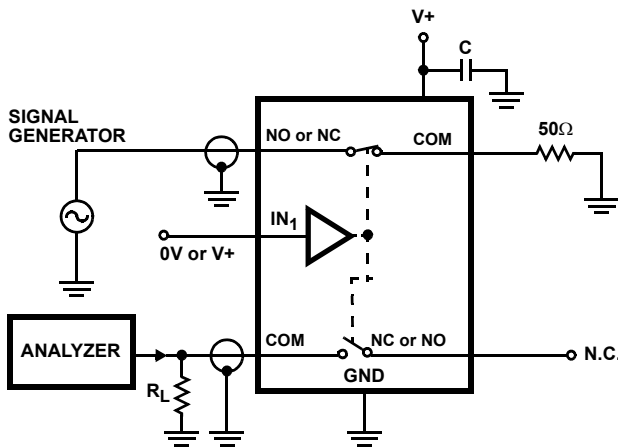 V+
C
SIGNAL
GENERATOR
NO or NC
COM
50Ω
IN1
0V or V+
ANALYZER
COM
NC or NO
N.C.
RL
GND